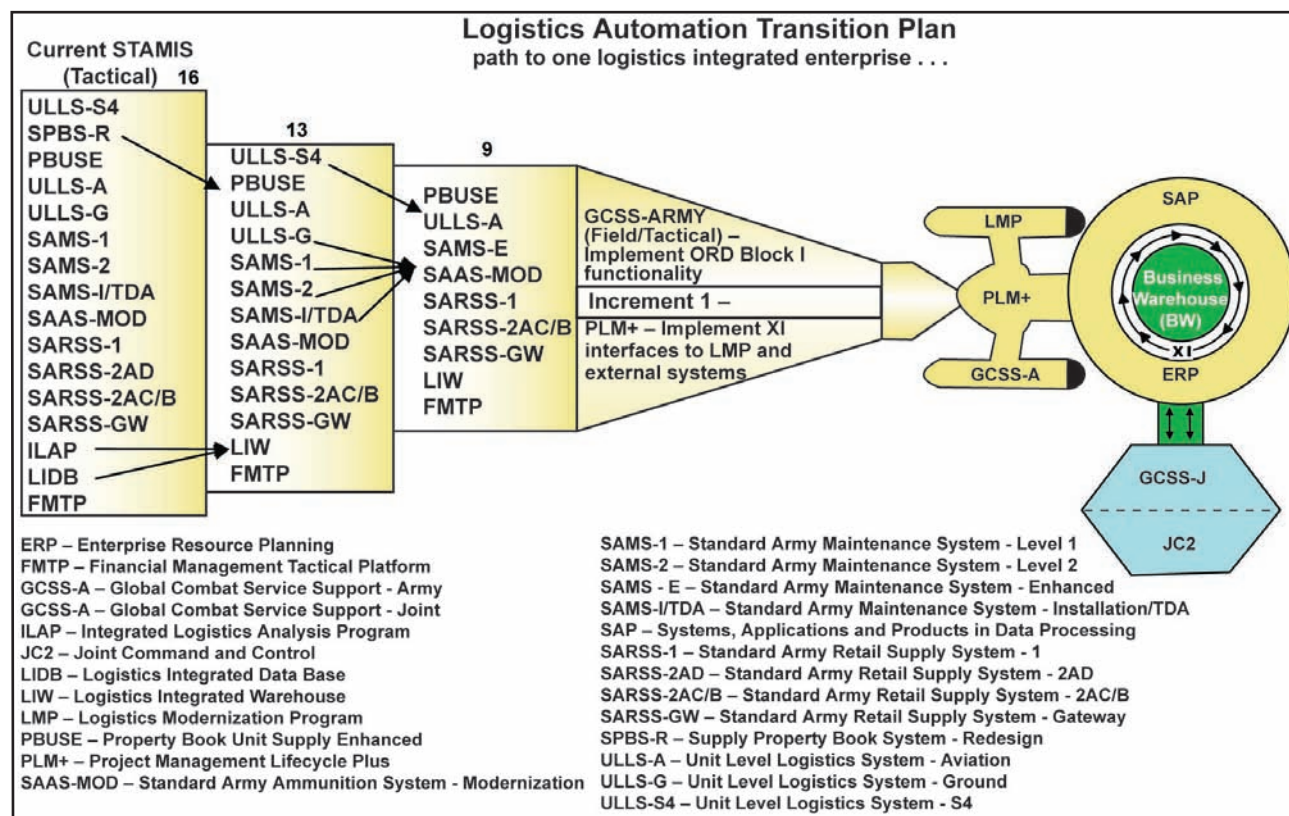 Logistics Automation Transition Plan
path to one logistics integrated enterprise . . .
Current STAMIS
(Tactical) 16
ULLS-S4
SPBS-R
PBUSE
ULLS-A
ULLS-G
SAMS-1
SAMS-2
SAMS-I/TDA
SAAS-MOD
SARSS-1
SARSS-2AD
SARSS-2AC/B
SARSS-GW
ILAP
LIDB
FMTP
13
ULLS-S4
PBUSE
ULLS-A
ULLS-G
SAMS-1
SAMS-2
SAMS-I/TDA
SAAS-MOD
SARSS-1
SARSS-2AC/B
SARSS-GW
LIW
FMTP
9
PBUSE
ULLS-A
SAMS-E
SAAS-MOD
SARSS-1
SARSS-2AC/B
SARSS-GW
LIW
FMTP
GCSS-ARMY
(Field/Tactical) –
Implement ORD Block I
functionality
Increment 1 –
PLM+ – Implement XI
interfaces to LMP and
external systems
LMP
PLM+
GCSS-A
SAP
Business
Warehouse
(BW)
XI
ERP
GCSS-J
JC2
ERP – Enterprise Resource Planning
FMTP – Financial Management Tactical Platform
GCSS-A – Global Combat Service Support - Army
GCSS-A – Global Combat Service Support - Joint
ILAP – Integrated Logistics Analysis Program
JC2 – Joint Command and Control
LIDB – Logistics Integrated Data Base
LIW – Logistics Integrated Warehouse
LMP – Logistics Modernization Program
PBUSE – Property Book Unit Supply Enhanced
PLM+ – Project Management Lifecycle Plus
SAAS-MOD – Standard Army Ammunition System - Modernization
SAMS-1 – Standard Army Maintenance System - Level 1
SAMS-2 – Standard Army Maintenance System - Level 2
SAMS - E – Standard Army Maintenance System - Enhanced
SAMS-I/TDA – Standard Army Maintenance System - Installation/TDA
SAP – Systems, Applications and Products in Data Processing
SARSS-1 – Standard Army Retail Supply System - 1
SARSS-2AD – Standard Army Retail Supply System - 2AD
SARSS-2AC/B – Standard Army Retail Supply System - 2AC/B
SARSS-GW – Standard Army Retail Supply System - Gateway
SPBS-R – Supply Property Book System - Redesign
ULLS-A – Unit Level Logistics System - Aviation
ULLS-G – Unit Level Logistics System - Ground
ULLS-S4 – Unit Level Logistics System - S4